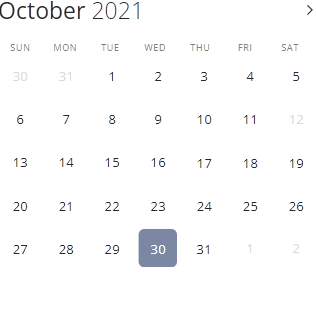 October 2021
SUN MON TUE WED THU FRI SAT
30 31 1 2 3 4 5
6 7 8 9 10 11 12
13 14 15 16 17 18 19
20 21 22 23 24 25 26
27 28 29 30 31 1 2